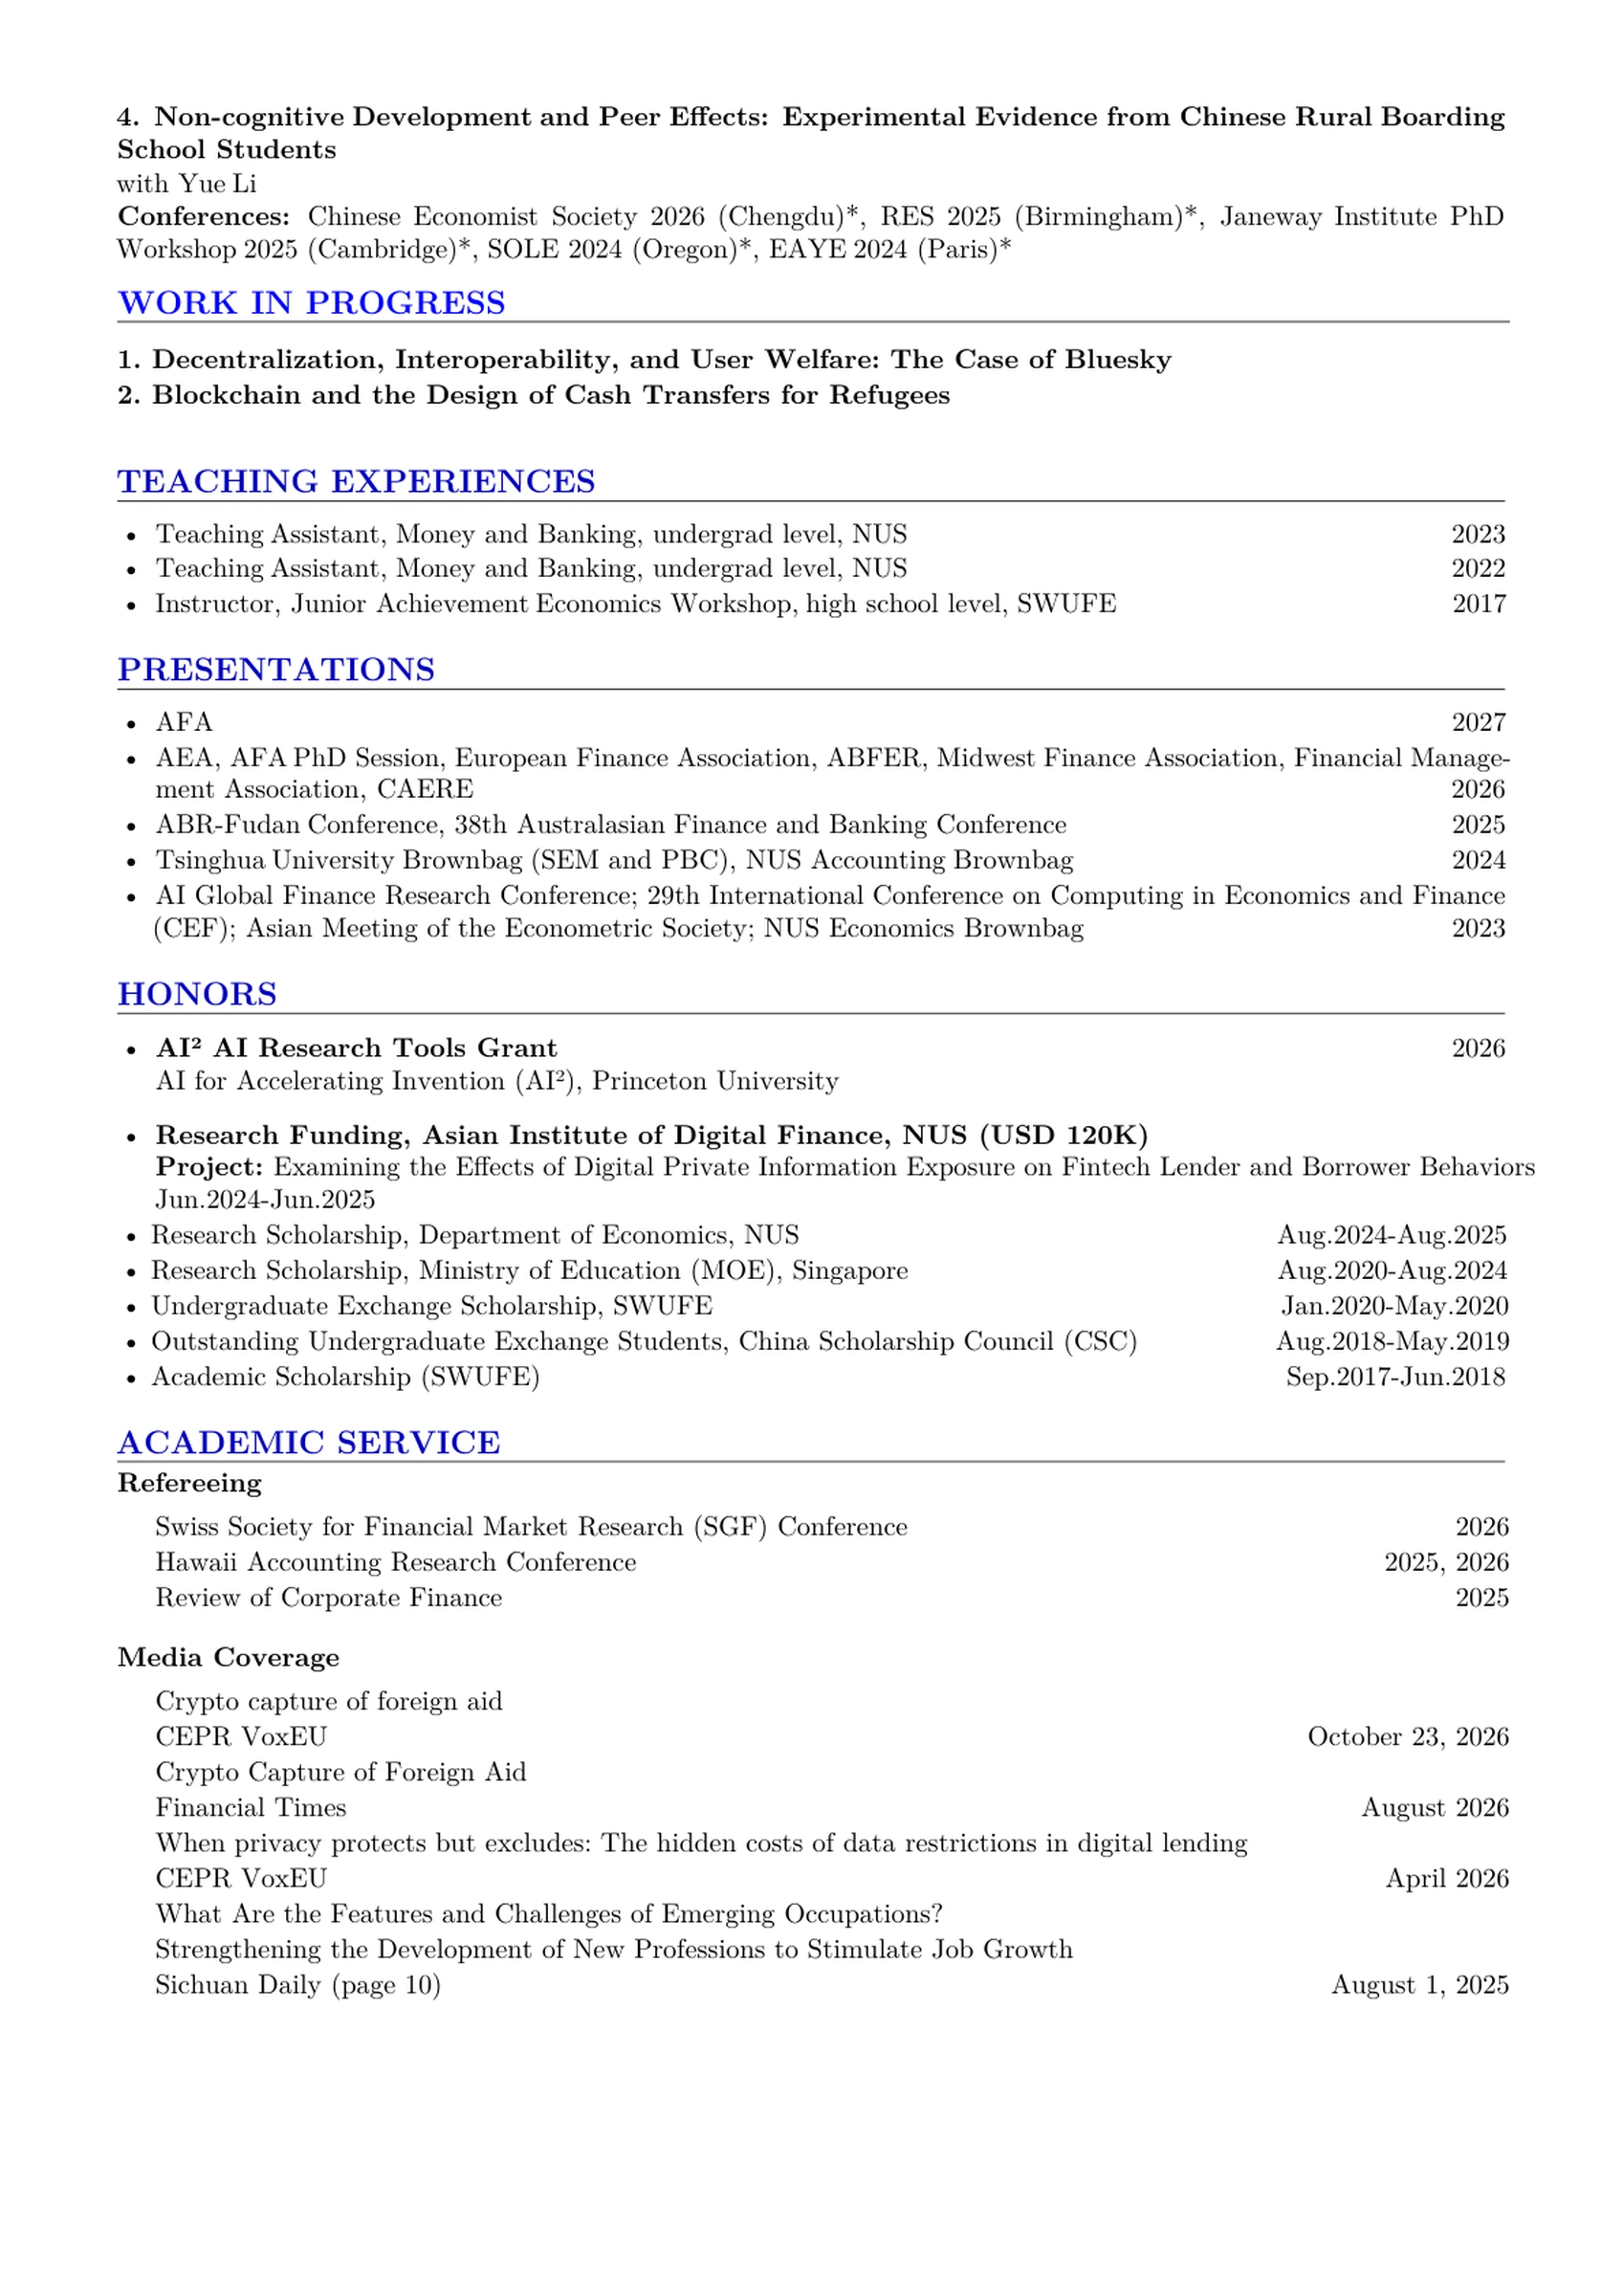 4. Non-cognitive Development and Peer Effects: Experimental Evidence from Chinese Rural Boarding
School Students
with Yue Li
Conferences: Chinese Economist Society 2026 (Chengdu)*, RES 2025 (Birmingham)*, Janeway Institute PhD
Workshop 2025 (Cambridge)*, SOLE 2024 (Oregon)*, EAYE 2024 (Paris)*
WORK IN PROGRESS
1. Decentralization, Interoperability, and User Welfare: The Case of Bluesky
2. Blockchain and the Design of Cash Transfers for Refugees
TEACHING EXPERIENCES
• Teaching Assistant, Money and Banking, undergrad level, NUS 2023
• Teaching Assistant, Money and Banking, undergrad level, NUS 2022
• Instructor, Junior Achievement Economics Workshop, high school level, SWUFE 2017
PRESENTATIONS
• AFA 2027
• AEA, AFA PhD Session, European Finance Association, ABFER, Midwest Finance Association, Financial Manage-
ment Association, CAERE 2026
• ABR-Fudan Conference, 38th Australasian Finance and Banking Conference 2025
• Tsinghua University Brownbag (SEM and PBC), NUS Accounting Brownbag 2024
• AI Global Finance Research Conference; 29th International Conference on Computing in Economics and Finance
(CEF); Asian Meeting of the Econometric Society; NUS Economics Brownbag 2023
HONORS
• AI² AI Research Tools Grant 2026
AI for Accelerating Invention (AI²), Princeton University
• Research Funding, Asian Institute of Digital Finance, NUS (USD 120K)
Project: Examining the Effects of Digital Private Information Exposure on Fintech Lender and Borrower Behaviors
Jun.2024-Jun.2025
• Research Scholarship, Department of Economics, NUS Aug.2024-Aug.2025
• Research Scholarship, Ministry of Education (MOE), Singapore Aug.2020-Aug.2024
• Undergraduate Exchange Scholarship, SWUFE Jan.2020-May.2020
• Outstanding Undergraduate Exchange Students, China Scholarship Council (CSC) Aug.2018-May.2019
• Academic Scholarship (SWUFE) Sep.2017-Jun.2018
ACADEMIC SERVICE
Refereeing
Swiss Society for Financial Market Research (SGF) Conference 2026
Hawaii Accounting Research Conference 2025, 2026
Review of Corporate Finance 2025
Media Coverage
Crypto capture of foreign aid
CEPR VoxEU October 23, 2026
Crypto Capture of Foreign Aid
Financial Times August 2026
When privacy protects but excludes: The hidden costs of data restrictions in digital lending
CEPR VoxEU April 2026
What Are the Features and Challenges of Emerging Occupations?
Strengthening the Development of New Professions to Stimulate Job Growth
Sichuan Daily (page 10) August 1, 2025